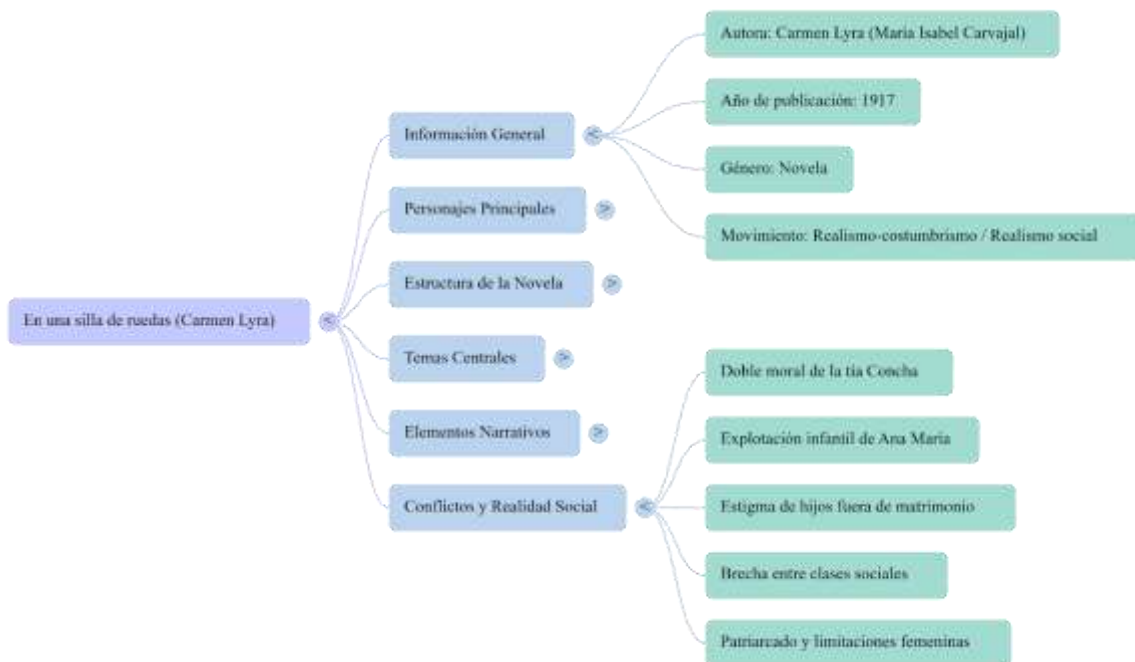 En una silla de ruedas (Carmen Lyra)
Información General
Autora: Carmen Lyra (María Isabel Carvajal)
Año de publicación: 1917
Género: Novela
Movimiento: Realismo-costumbrismo / Realismo social
Personajes Principales
Estructura de la Novela
Temas Centrales
Elementos Narrativos
Conflictos y Realidad Social
Doble moral de la tía Concha
Explotación infantil de Ana María
Estigma de hijos fuera de matrimonio
Brecha entre clases sociales
Patriarcado y limitaciones femeninas